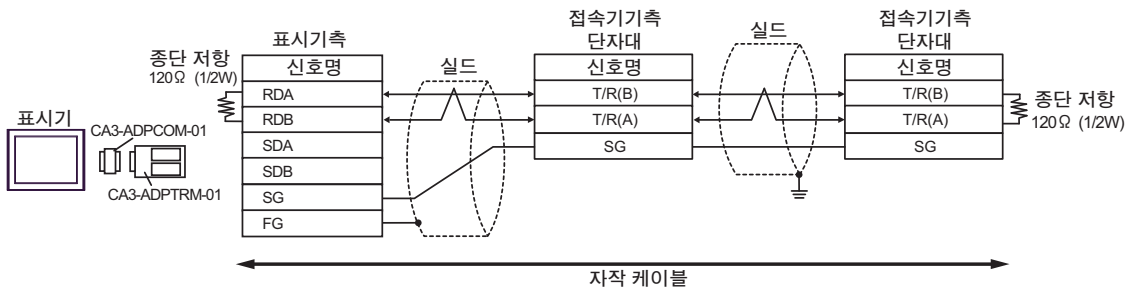 표시기
CA3-ADPCOM-01
CA3-ADPTRM-01
종단 저항
120Ω (1/2W)
표시기측
신호명
RDA
RDB
SDA
SDB
SG
FG
실드
접속기기측
단자대
신호명
T/R(B)
T/R(A)
SG
실드
접속기기측
단자대
신호명
T/R(B)
T/R(A)
SG
종단 저항
120Ω (1/2W)
자작 케이블